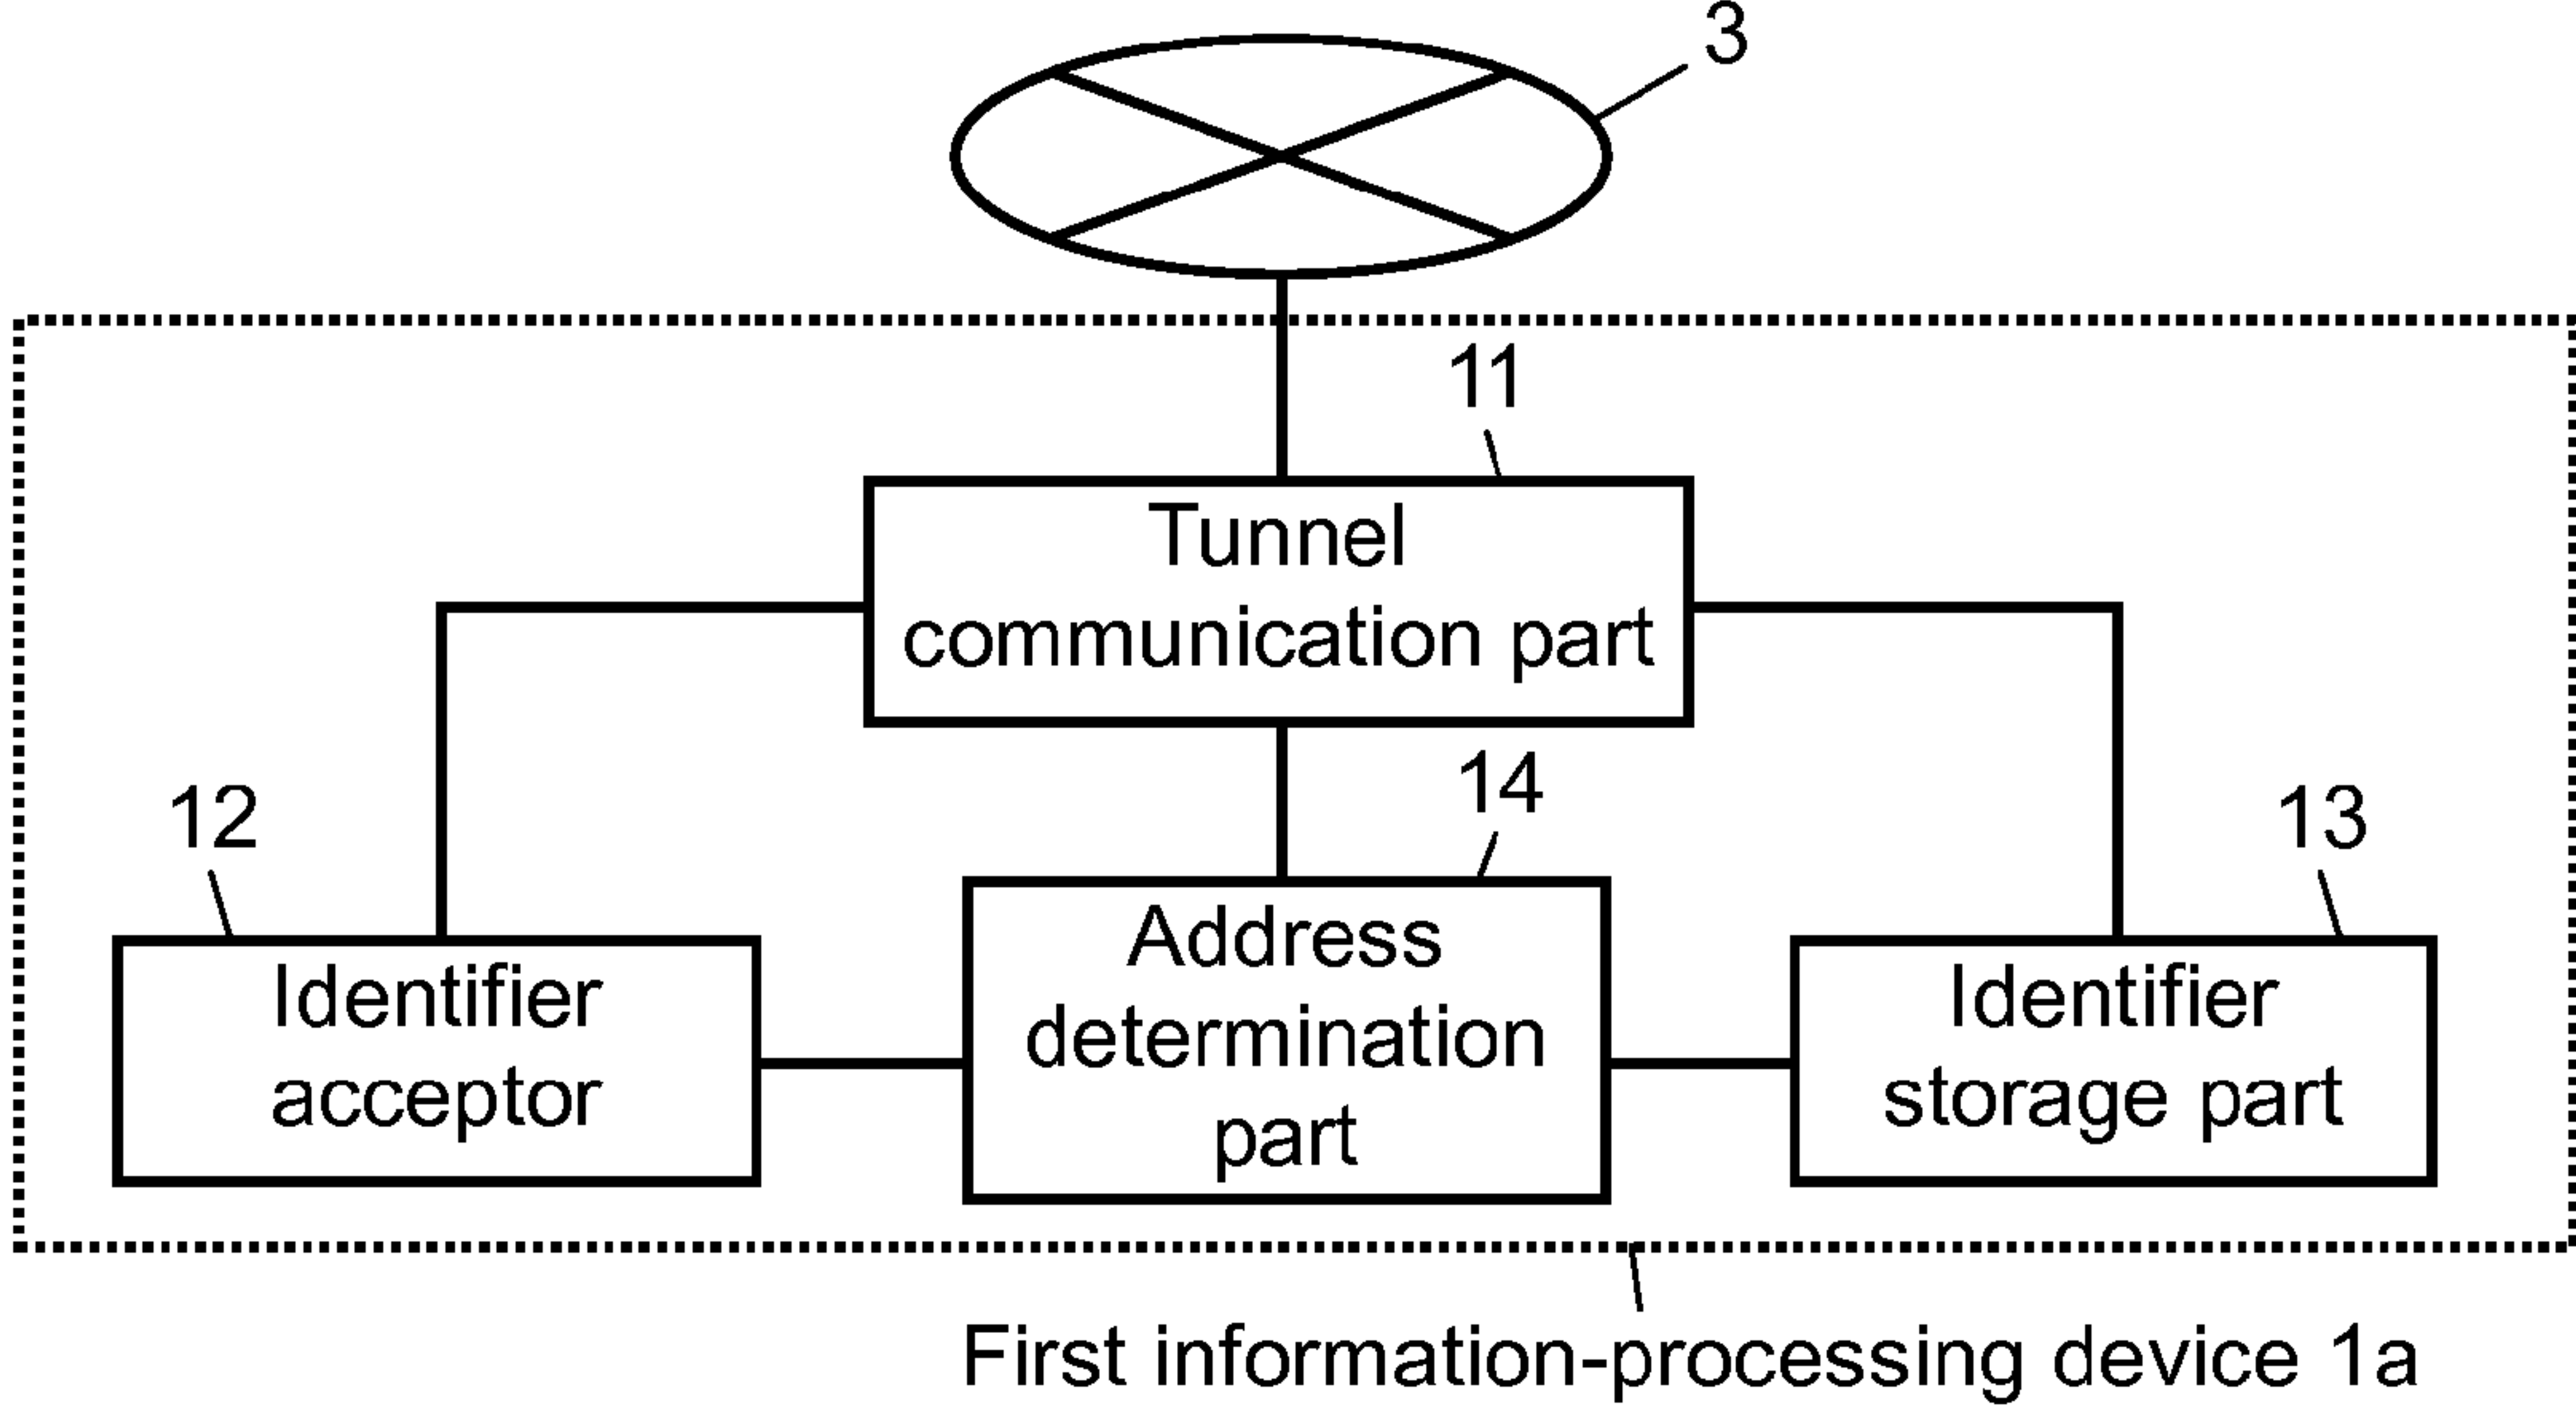 3
11
Tunnel
communication part
12
14
13
Identifier
acceptor
Address
determination
part
Identifier
storage part
First information-processing device 1a